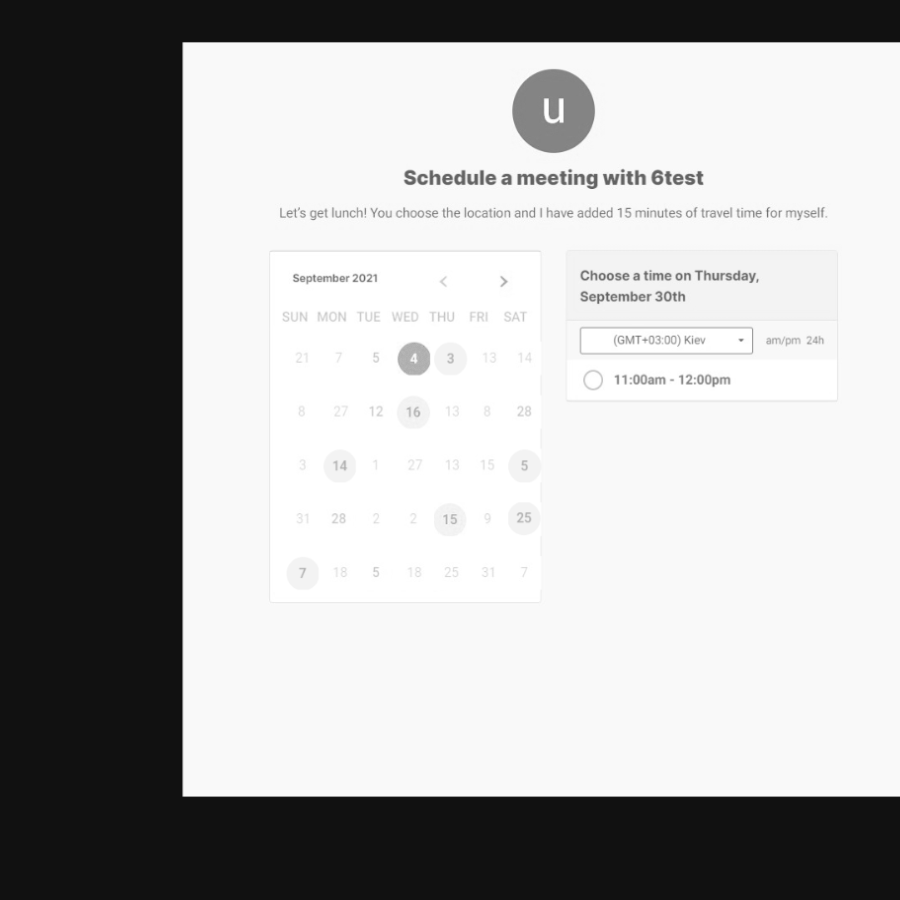 u
Schedule a meeting with 6test
Let's get lunch! You choose the location and I have added 15 minutes of travel time for myself.
September 2021
SUN MON TUE WED THU FRI SAT
21 7 5 4 3 13 14
8 27 12 16 13 8 28
3 14 1 27 13 15 5
31 28 2 2 15 9 25
7 18 5 18 25 31 7
Choose a time on Thursday,
September 30th
(GMT+03:00) Kiev am/pm 24h
11:00am - 12:00pm